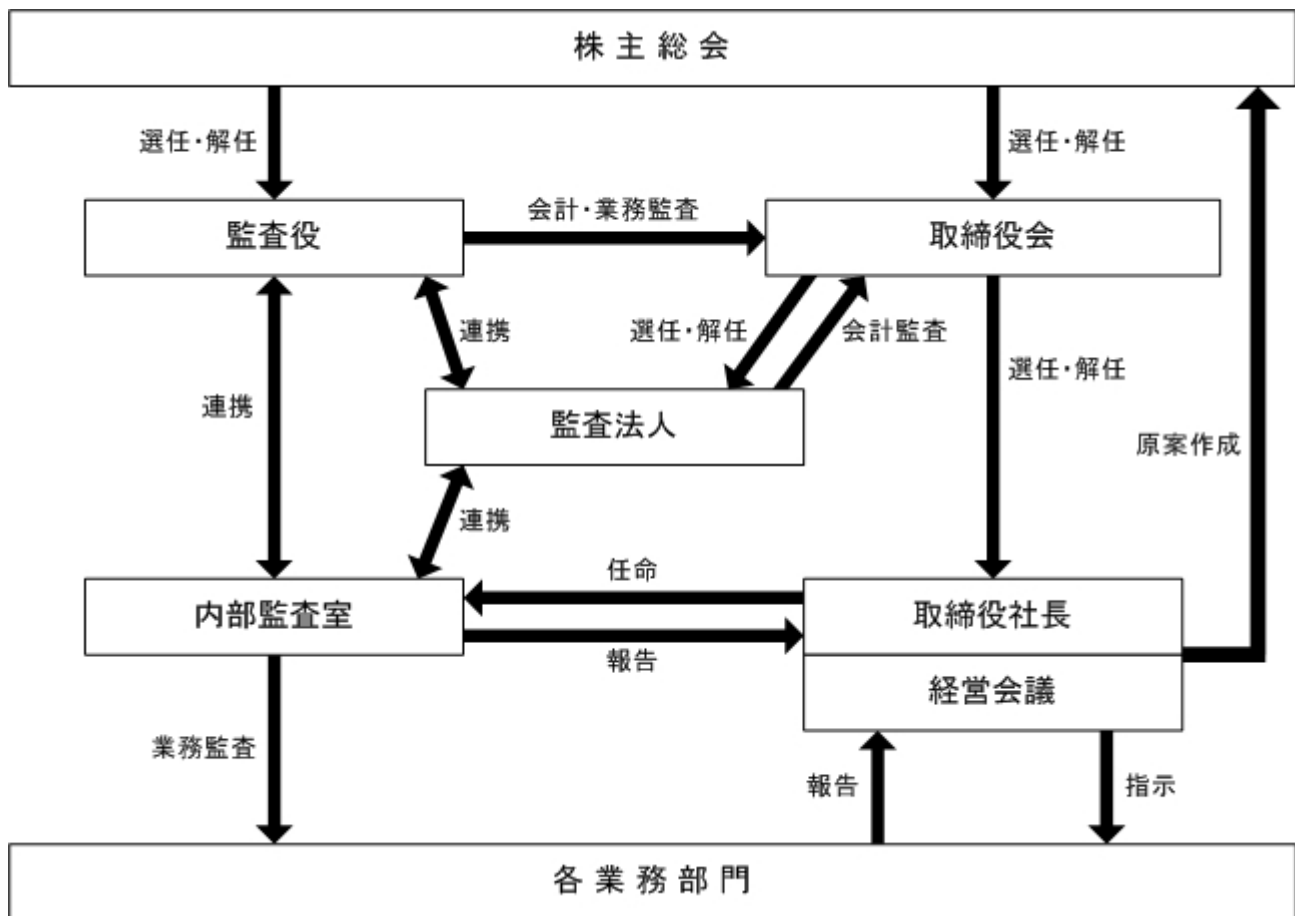 株主総会
選任・解任
選任・解任
監査役
会計・業務監査
取締役会
連携
選任・解任
会計監査
選任・解任
連携
監査法人
原案作成
連携
任命
内部監査室
取締役社長
報告
経営会議
業務監査
報告
指示
各業務部門